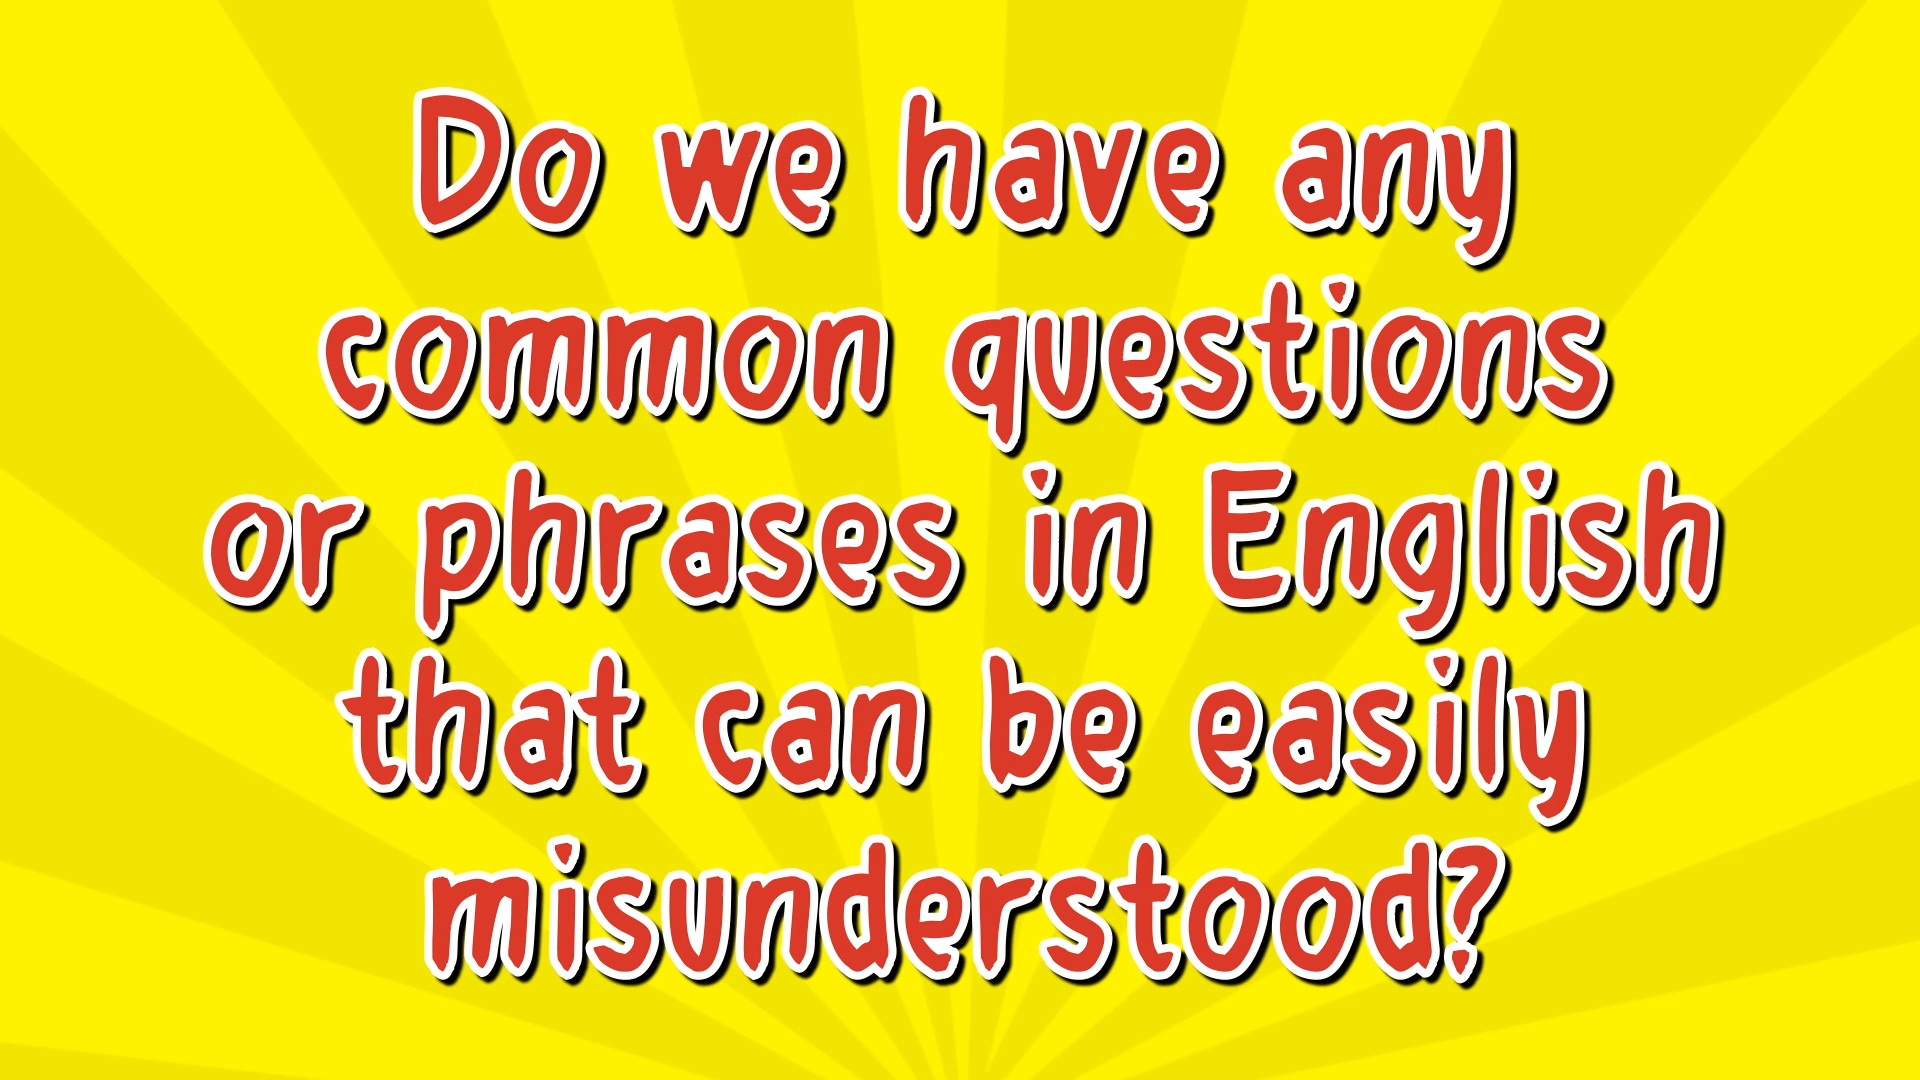 Do we have any
common questions
or phrases in English
that can be easily
misunderstood?